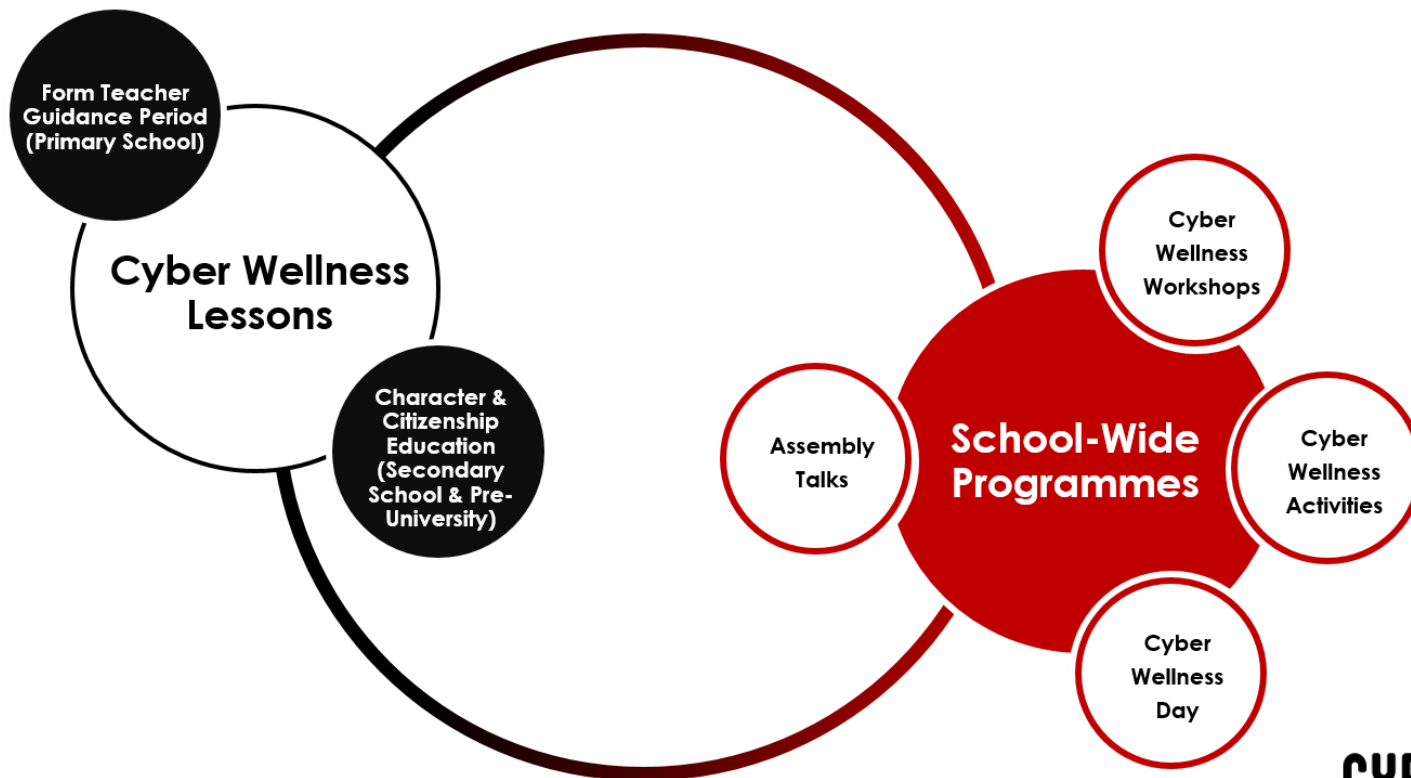 Form Teacher
Guidance Period
(Primary School)
Cyber Wellness
Lessons
Character &
Citizenship
Education
(Secondary
School & Pre-
University)
Assembly
Talks
School-Wide
Programmes
Cyber
Wellness
Workshops
Cyber
Wellness
Activities
Cyber
Wellness
Day